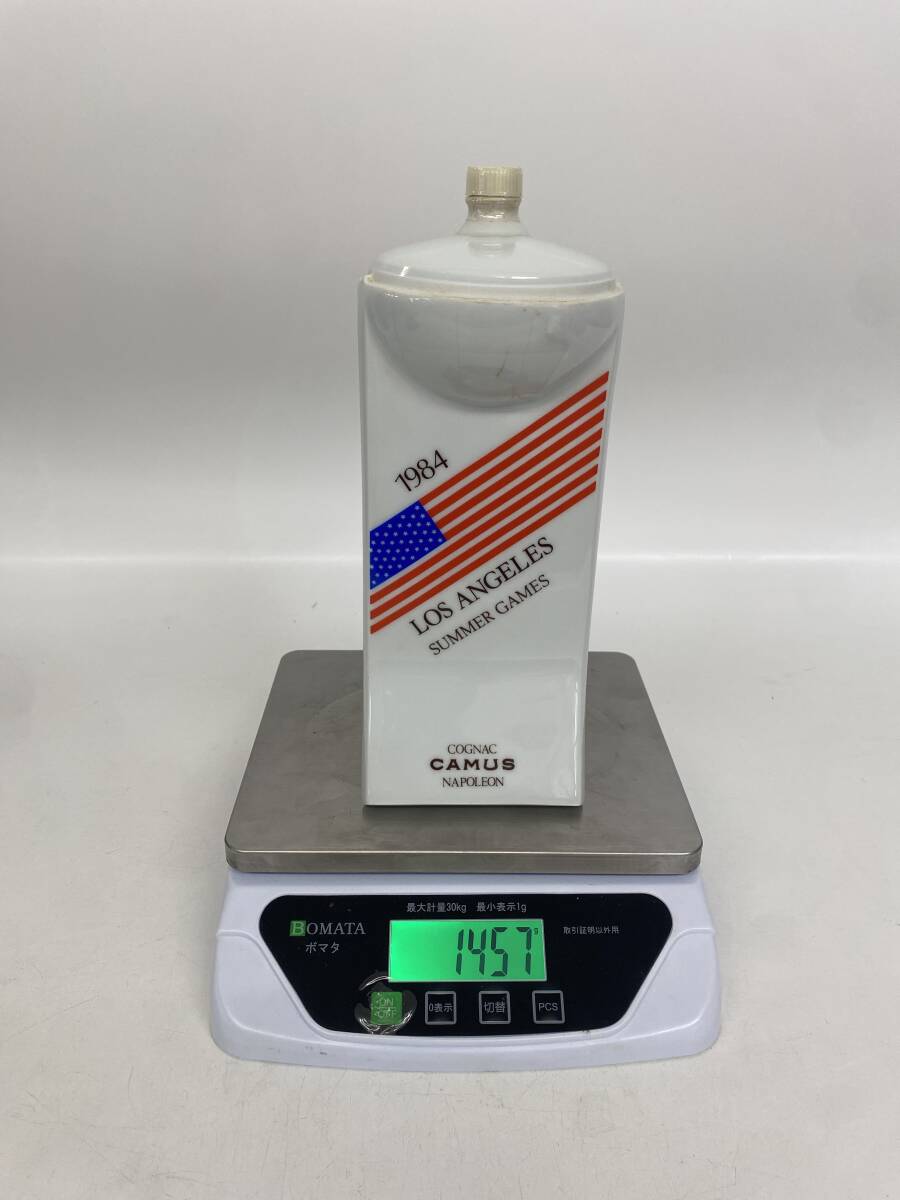 1984
LOS ANGELES
SUMMER GAMES
COGNAC
CAMUS
NAPOLEON
最大計量30kg 最小表示1g
BOMATA
ボマタ
1457 g
取引証明以外用
ON
OFF
0表示
切替
PCS